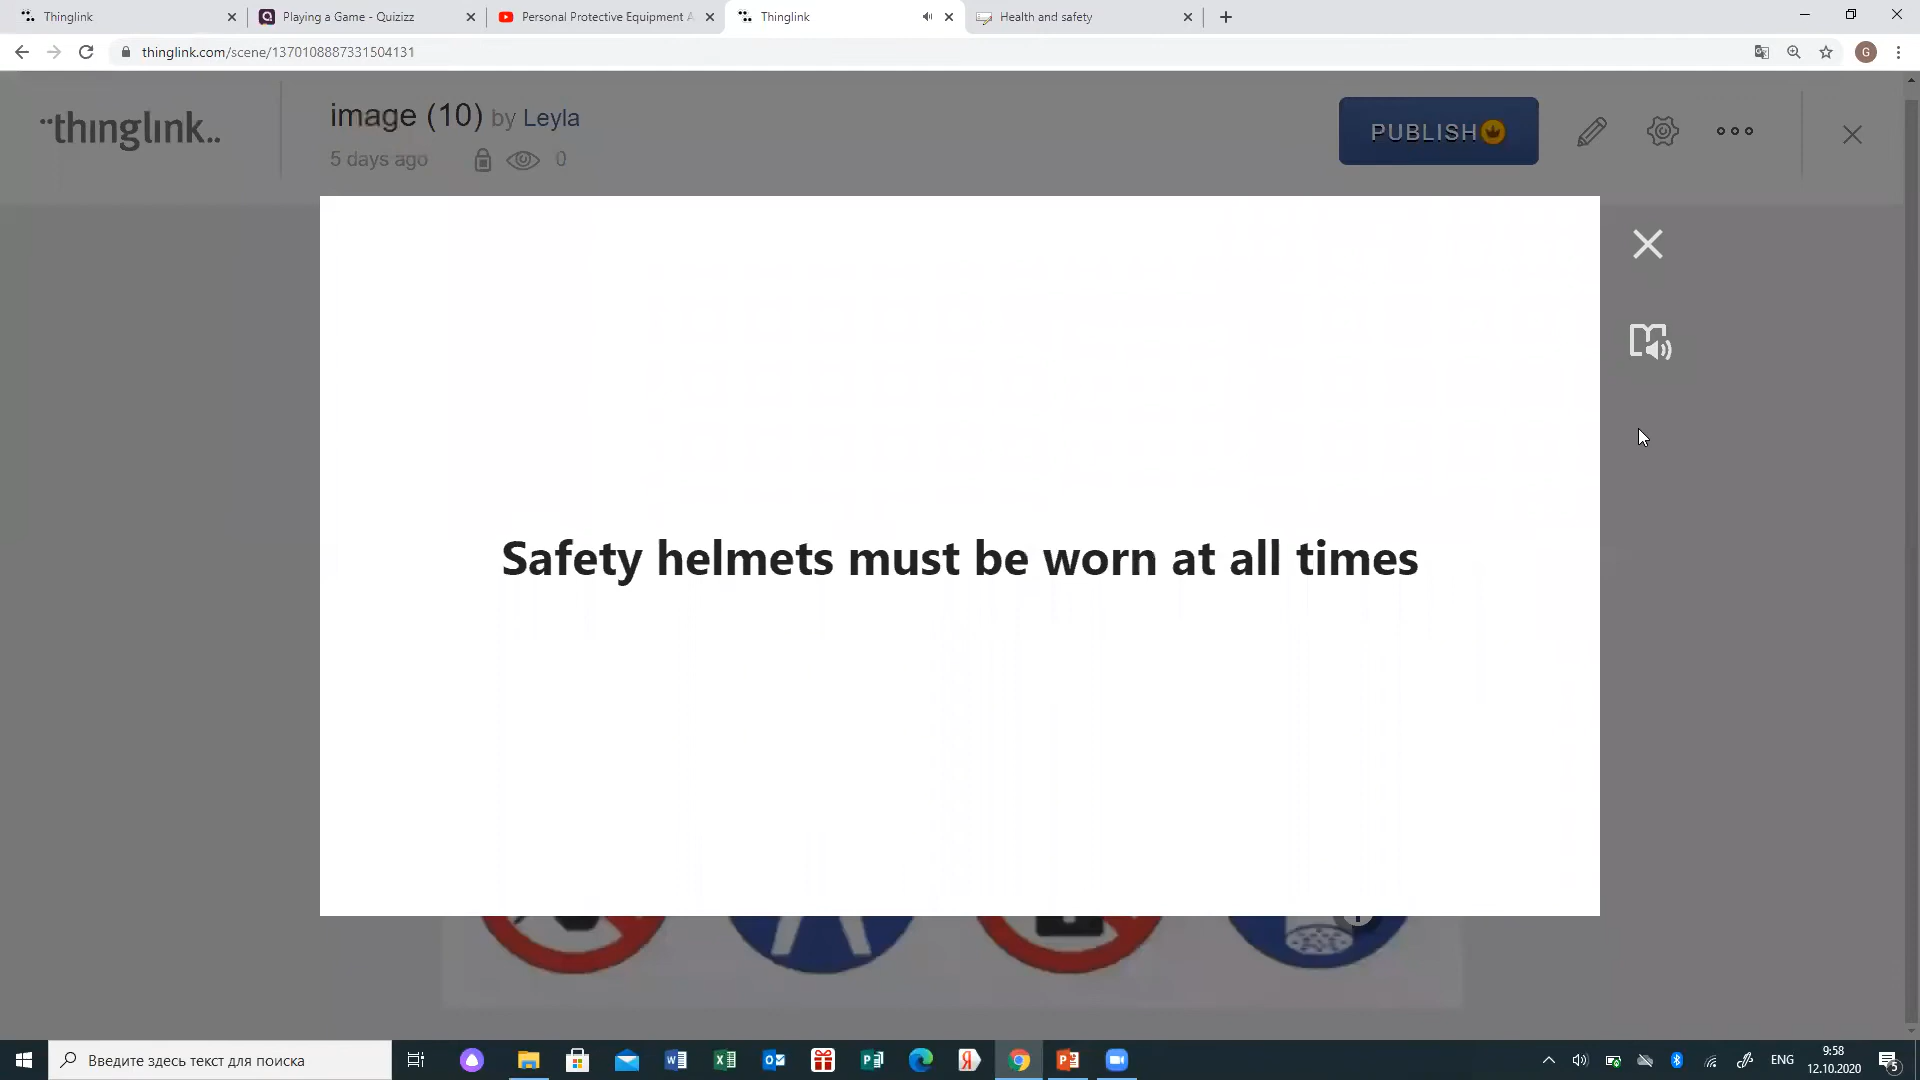 Thinglink
Playing a Game - Quizizz
Personal Protective Equipment A
Thinglink
Health and safety
thinglink.com/scene/1370108887331504131
G
thinglink..
image (10) by Leyla
5 days ago 0
PUBLISH
Safety helmets must be worn at all times
Введите здесь текст для поиска
ENG
9:58
12.10.2020
5